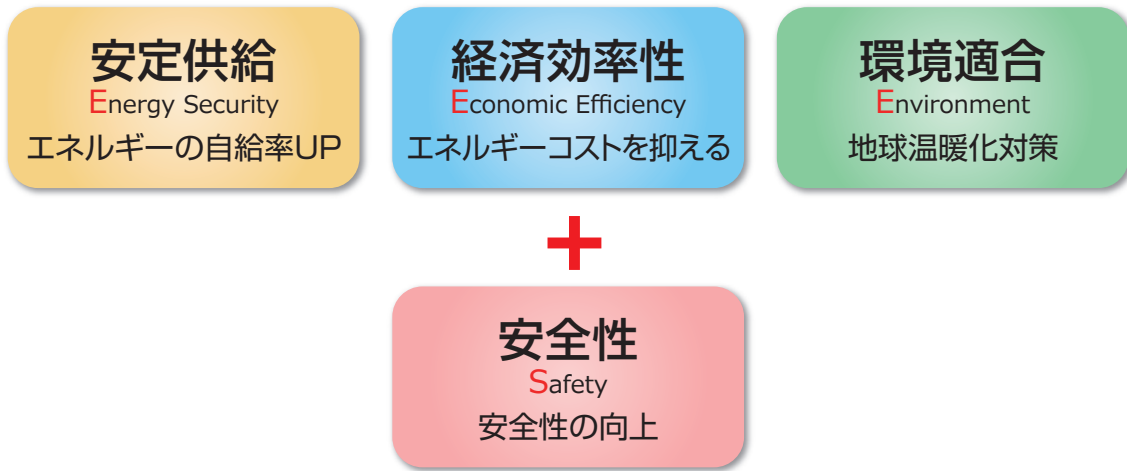 安定供給
Energy Security
エネルギーの自給率UP
経済効率性
Economic Efficiency
エネルギーコストを抑える
環境適合
Environment
地球温暖化対策
+
安全性
Safety
安全性の向上